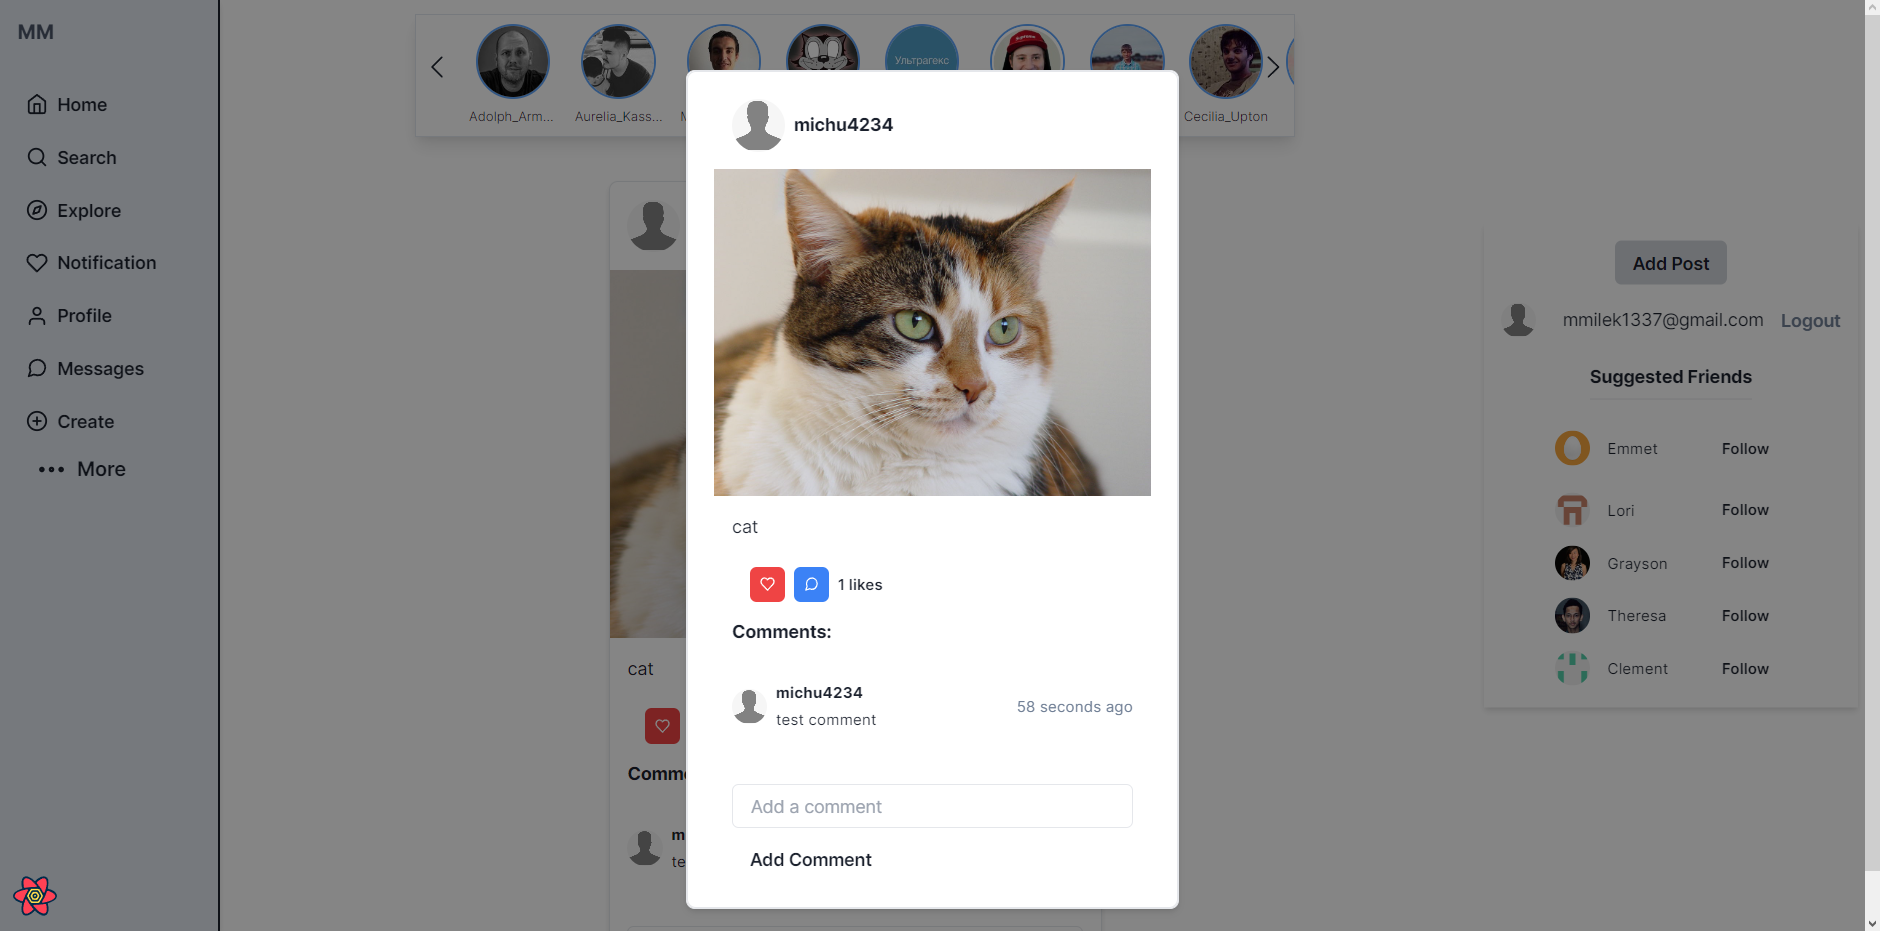 MM
Home
Search
Explore
Notification
Profile
Messages
Create
More
Adolph_Arm...
Aurelia_Kass...
Ультрагекс
Cecilia_Upton
michu4234
cat
1 likes
Comments:
michu4234
test comment
58 seconds ago
Add a comment
Add Comment
cat
Add Post
mmilek1337@gmail.com
Logout
Suggested Friends
Emmet
Follow
Lori
Follow
Grayson
Follow
Theresa
Follow
Clement
Follow